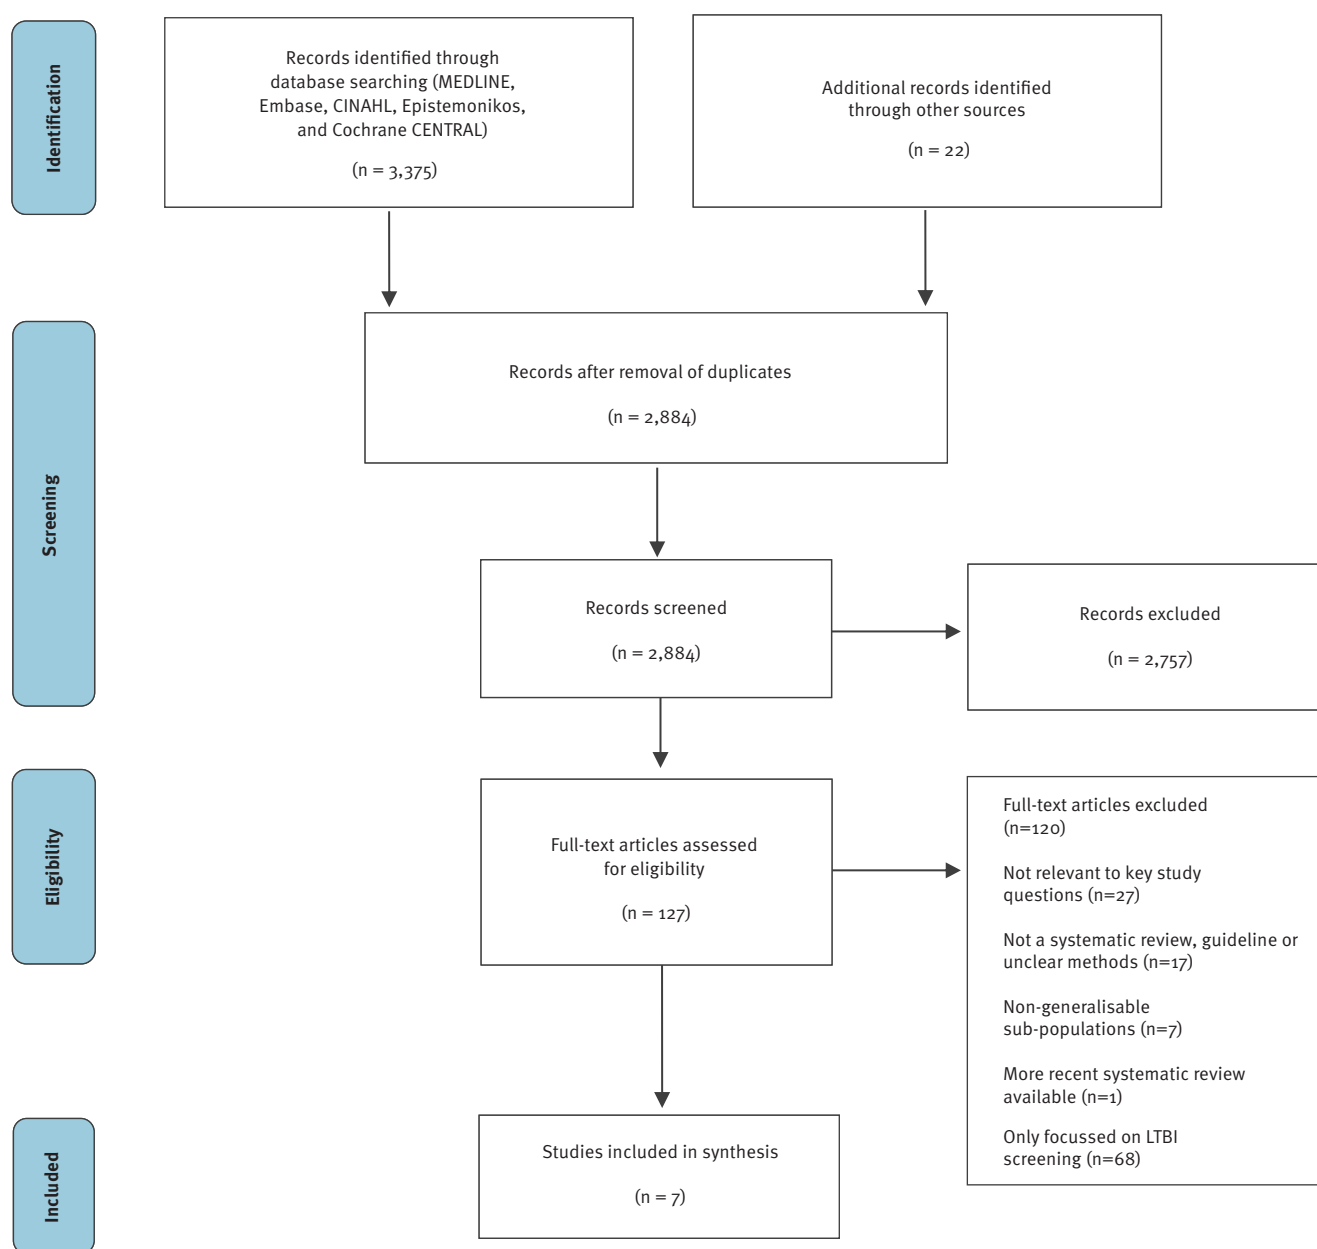 Identification
Records identified through
database searching (MEDLINE,
Embase, CINAHL, Epistemonikos,
and Cochrane CENTRAL)
(n = 3,375)
Additional records identified
through other sources
(n = 22)
Screening
Records after removal of duplicates
(n = 2,884)
Records screened
(n = 2,884)
Records excluded
(n = 2,757)
Eligibility
Full-text articles assessed
for eligibility
(n = 127)
Full-text articles excluded
(n=120)
Not relevant to key study
questions (n=27)
Not a systematic review, guideline or
unclear methods (n=17)
Non-generalisable
sub-populations (n=7)
More recent systematic review
available (n=1)
Only focussed on LTBI
screening (n=68)
Included
Studies included in synthesis
(n = 7)